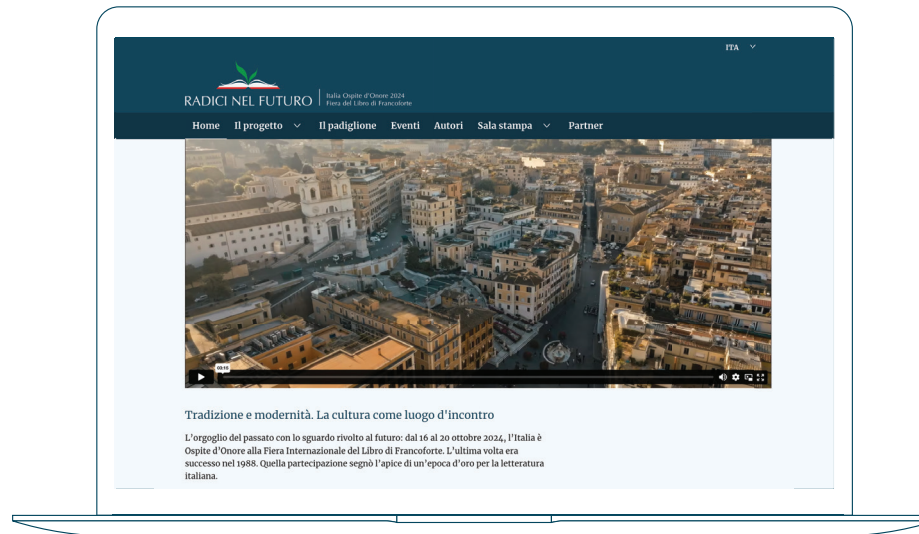 ITA
RADICI NEL FUTURO
Italia Ospite d'Onore 2024
Fiera del Libro di Francoforte
Home Il progetto Il padiglione Eventi Autori Sala stampa Partner
03:15
Tradizione e modernità. La cultura come luogo d'incontro
L'orgoglio del passato con lo sguardo rivolto al futuro: dal 16 al 20 ottobre 2024, l'Italia è
Ospite d'Onore alla Fiera Internazionale del Libro di Francoforte. L'ultima volta era
successo nel 1988. Quella partecipazione segnò l'apice di un'epoca d'oro per la letteratura
italiana.